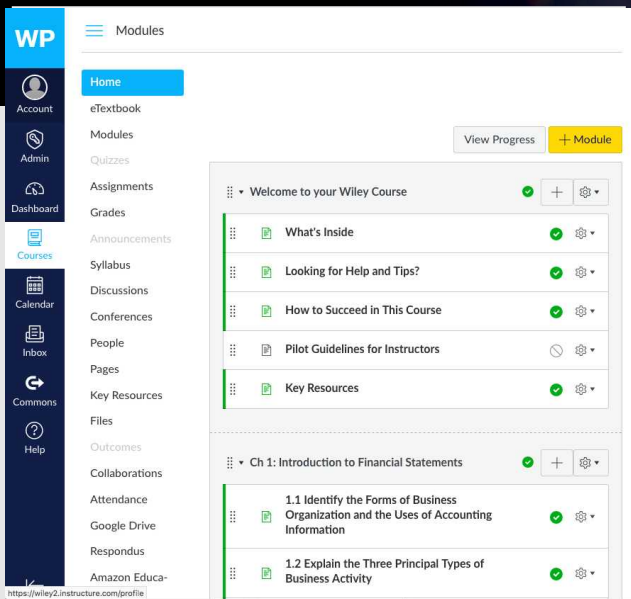 WP
Modules
Account
Admin
Dashboard
Courses
Calendar
Inbox
Commons
Help
Home
eTextbook
Modules
Quizzes
Assignments
Grades
Announcements
Syllabus
Discussions
Conferences
People
Pages
Key Resources
Files
Outcomes
Collaborations
Attendance
Google Drive
Respondus
Amazon Educa-
View Progress
+ Module
Welcome to your Wiley Course
What's Inside
Looking for Help and Tips?
How to Succeed in This Course
Pilot Guidelines for Instructors
Key Resources
Ch 1: Introduction to Financial Statements
1.1 Identify the Forms of Business
Organization and the Uses of Accounting
Information
1.2 Explain the Three Principal Types of
Business Activity
https://wiley2.instructure.com/profile